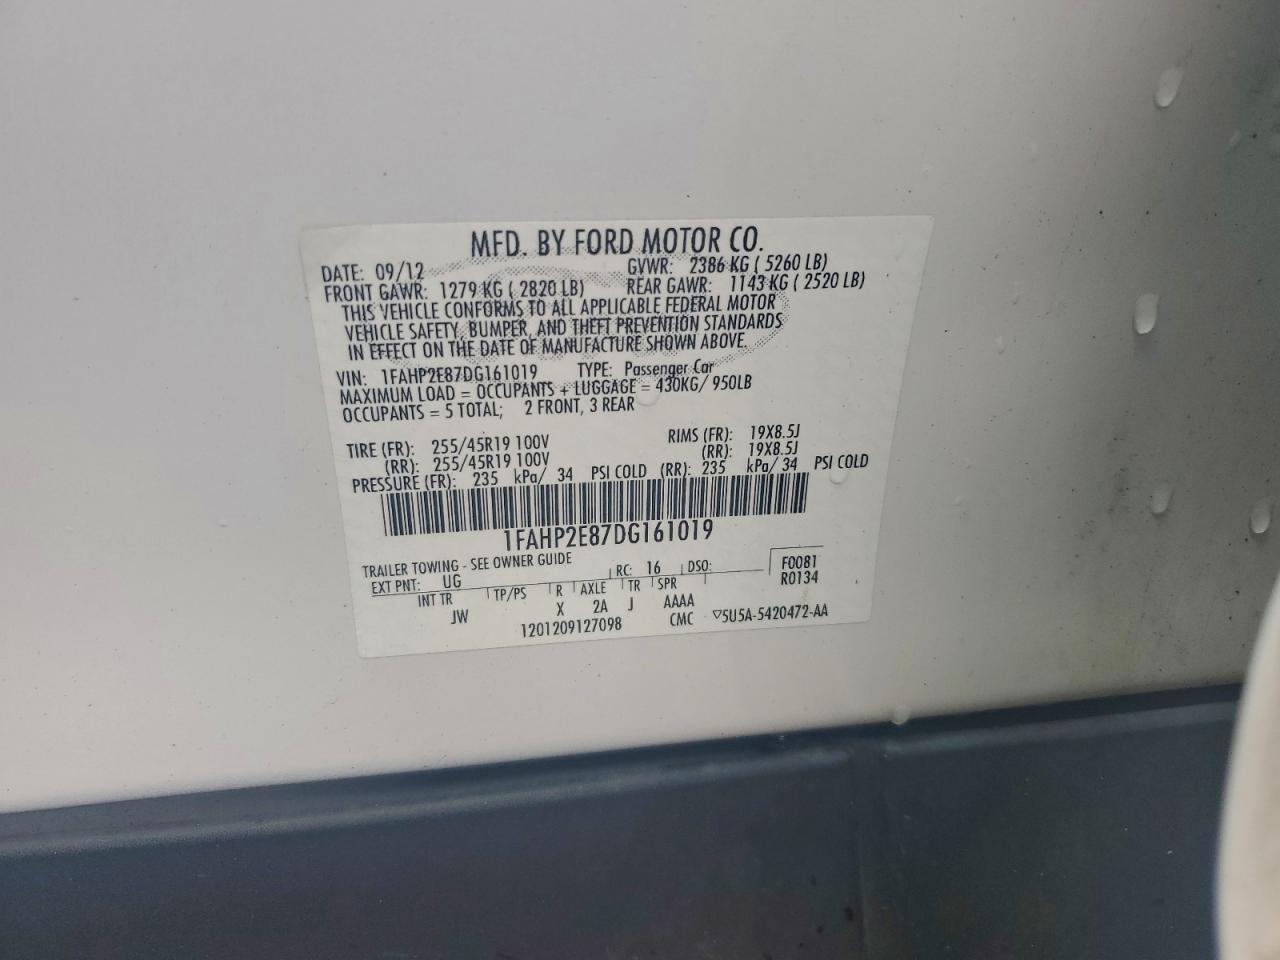 MFD. BY FORD MOTOR CO.
DATE: 09/12 GVWR: 2386 KG ( 5260 LB)
FRONT GAWR: 1279 KG ( 2820 LB) REAR GAWR: 1143 KG ( 2520 LB)
THIS VEHICLE CONFORMS TO ALL APPLICABLE FEDERAL MOTOR
VEHICLE SAFETY, BUMPER, AND THEFT PREVENTION STANDARDS
IN EFFECT ON THE DATE OF MANUFACTURE SHOWN ABOVE.
VIN: 1FAHP2E87DG161019 TYPE: Passenger Car
MAXIMUM LOAD = OCCUPANTS + LUGGAGE = 430KG/ 950LB
OCCUPANTS = 5 TOTAL; 2 FRONT, 3 REAR
TIRE (FR): 255/45R19 100V RIMS (FR): 19X8.5J
(RR): 255/45R19 100V (RR): 19X8.5J
PRESSURE (FR): 235 kPa/ 34 PSI COLD (RR): 235 kPa/ 34 PSI COLD
1FAHP2E87DG161019
TRAILER TOWING - SEE OWNER GUIDE
EXT PNT: UG RC: 16 DSO: F0081
R0134
INT TR TP/PS R AXLE TR SPR
JW X 2A J AAAA
1201209127098 CMC ▽5U5A-5420472-AA